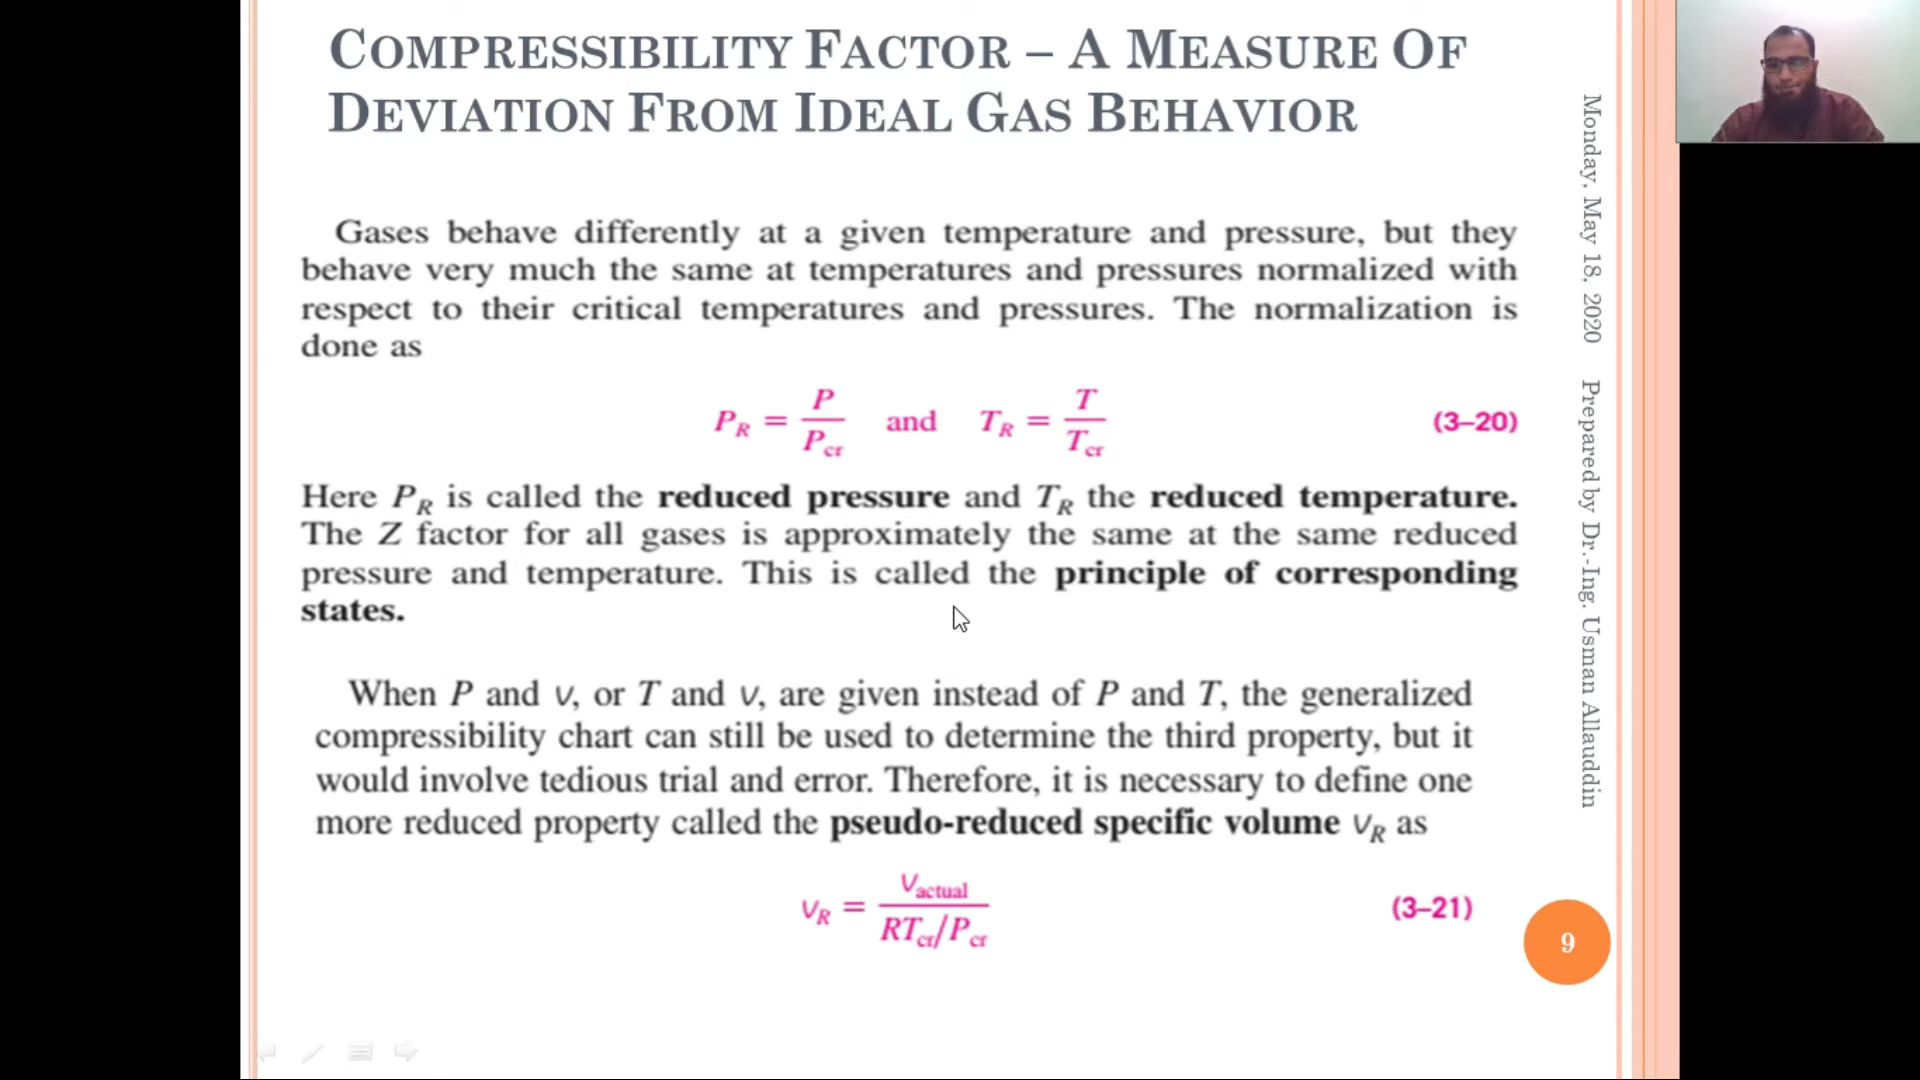 COMPRESSIBILITY FACTOR – A MEASURE OF
DEVIATION FROM IDEAL GAS BEHAVIOR
Gases behave differently at a given temperature and pressure, but they
behave very much the same at temperatures and pressures normalized with
respect to their critical temperatures and pressures. The normalization is
done as
P_R = P / P_cr and T_R = T / T_cr (3–20)
Here P_R is called the reduced pressure and T_R the reduced temperature.
The Z factor for all gases is approximately the same at the same reduced
pressure and temperature. This is called the principle of corresponding
states.
When P and v, or T and v, are given instead of P and T, the generalized
compressibility chart can still be used to determine the third property, but it
would involve tedious trial and error. Therefore, it is necessary to define one
more reduced property called the pseudo-reduced specific volume v_R as
v_R = v_actual / (RT_cr/P_cr) (3–21)
Monday, May 18, 2020
Prepared by Dr.-Ing. Usman Allauddin
9